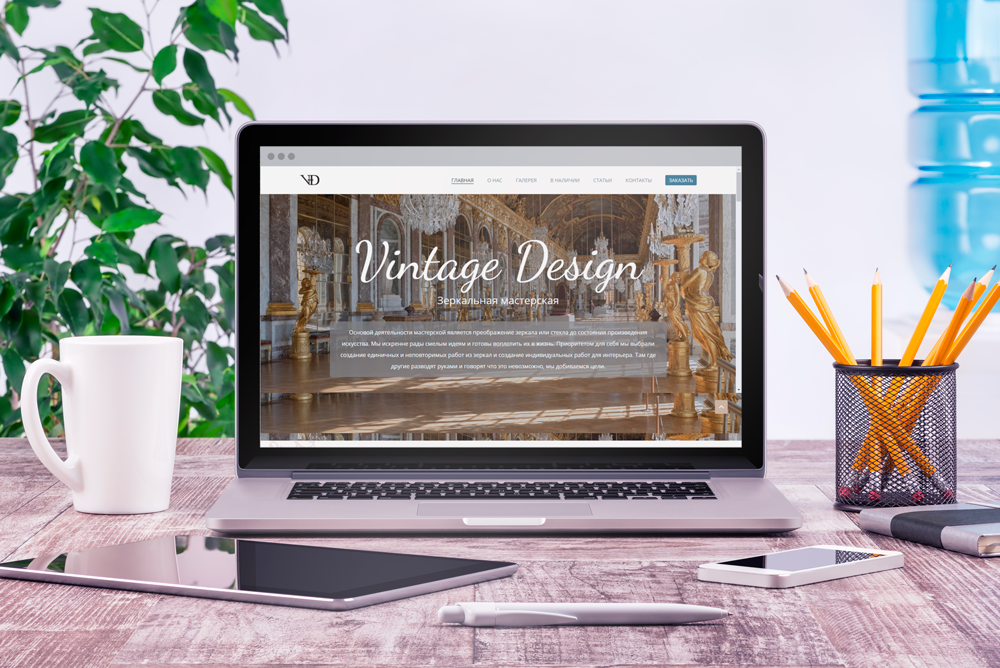 VD
ГЛАВНАЯ О НАС ГАЛЕРЕЯ В НАЛИЧИИ СТАТЬИ КОНТАКТЫ ЗАКАЗАТЬ
Vintage Design
Зеркальная мастерская
Основой деятельности мастерской является преображение зеркала или стекла до состояния произведения
искусства. Мы искренне рады смелым идеям и готовы воплотить их в жизнь! Приоритетом для себя мы выбрали
создание единичных и неповторимых работ из зеркал и создание индивидуальных работ для интерьера. Там где
другие разводят руками и говорят что это невозможно, мы добиваемся цели.